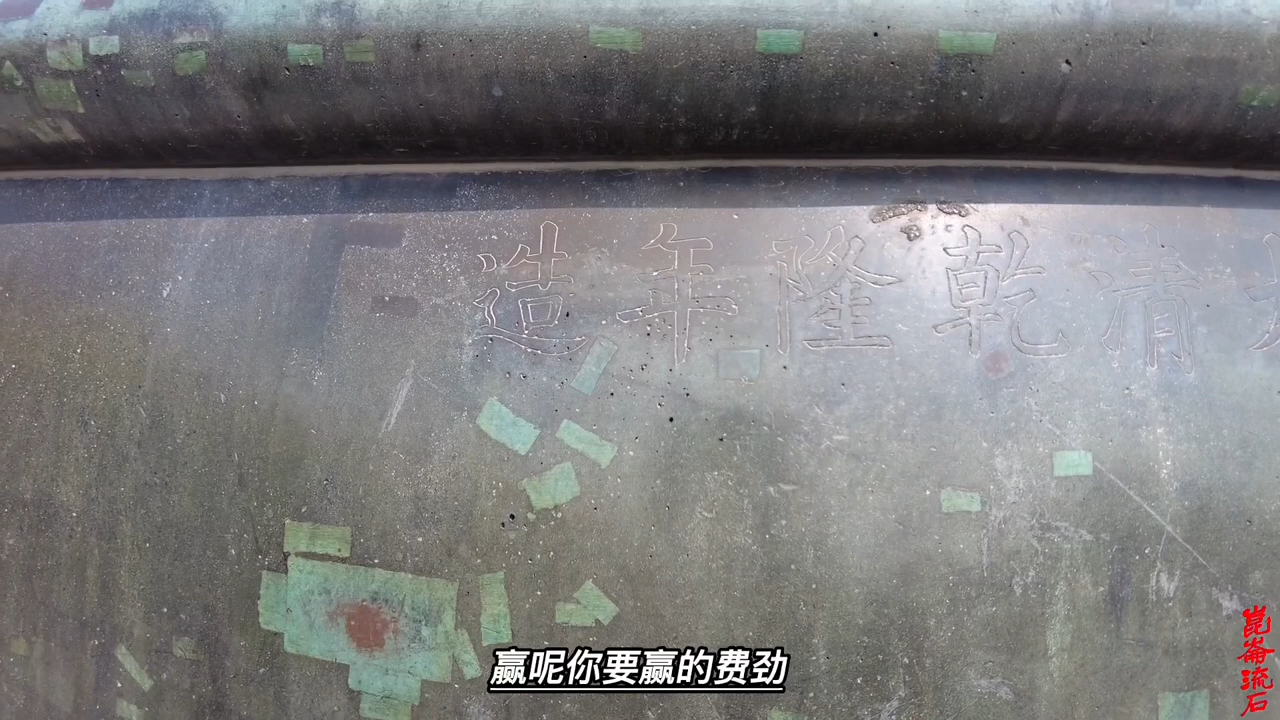 清乾隆年造
赢呢你要赢的费劲
崑崙流石